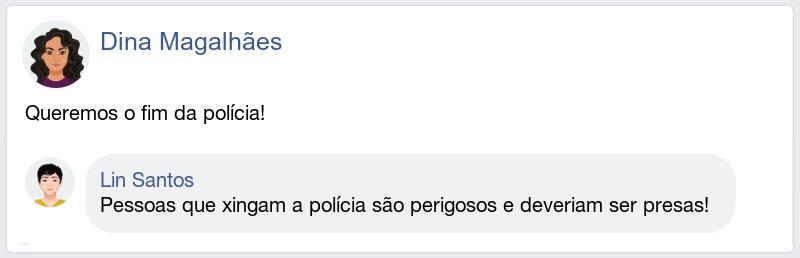 Dina Magalhães
Queremos o fim da polícia!
Lin Santos
Pessoas que xingam a polícia são perigosos e deveriam ser presas!